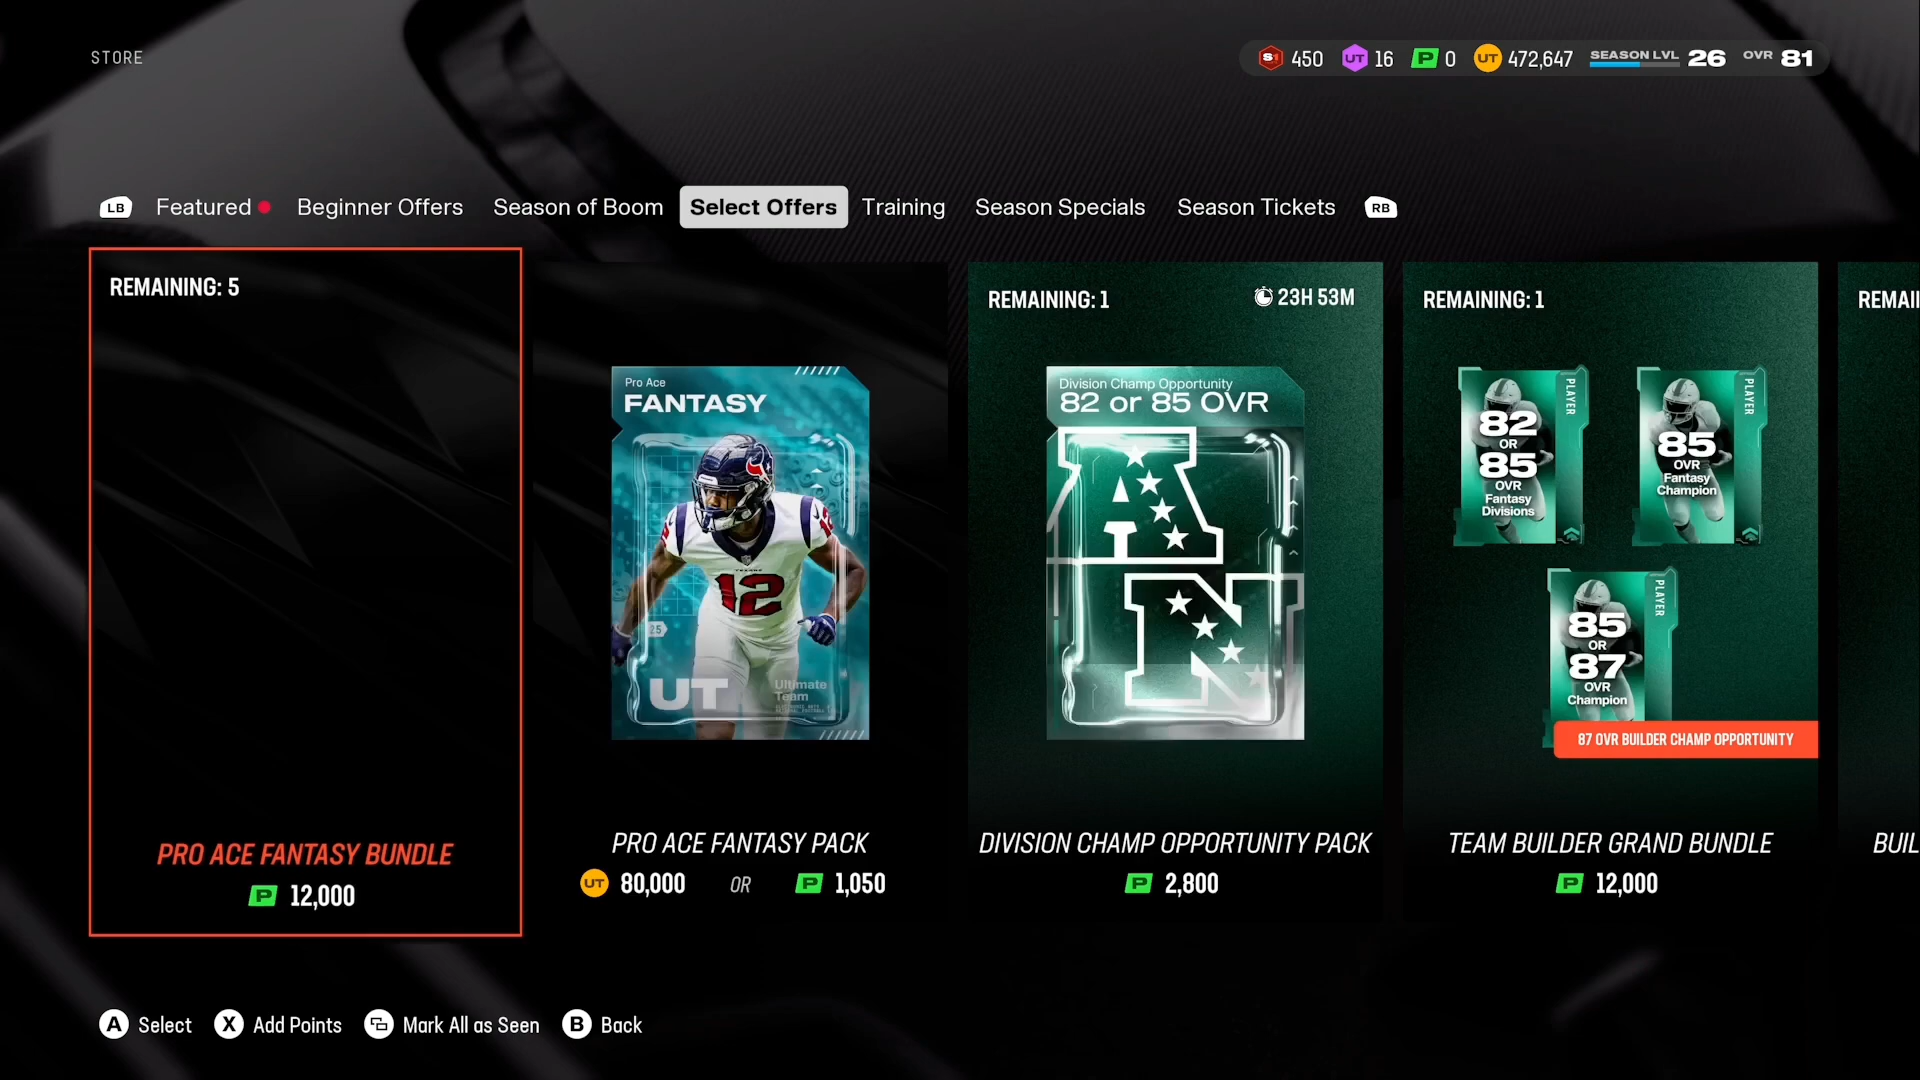 STORE
S1 450 UT 16 P 0 UT 472,647 SEASON LVL 26 OVR 81
LB Featured Beginner Offers Season of Boom Select Offers Training Season Specials Season Tickets RB
REMAINING: 5
PRO ACE FANTASY BUNDLE
P 12,000
Pro Ace
FANTASY
12
25
UT
Ultimate
Team
PRO ACE FANTASY PACK
UT 80,000 OR P 1,050
REMAINING: 1
23H 53M
Division Champ Opportunity
82 or 85 OVR
A
N
DIVISION CHAMP OPPORTUNITY PACK
P 2,800
REMAINING: 1
82
OR
85
OVR
Fantasy
Divisions
PLAYER
85
OVR
Fantasy
Champion
PLAYER
85
OR
87
OVR
Champion
PLAYER
87 OVR BUILDER CHAMP OPPORTUNITY
TEAM BUILDER GRAND BUNDLE
P 12,000
REMAI
BUIL
A Select X Add Points Mark All as Seen B Back